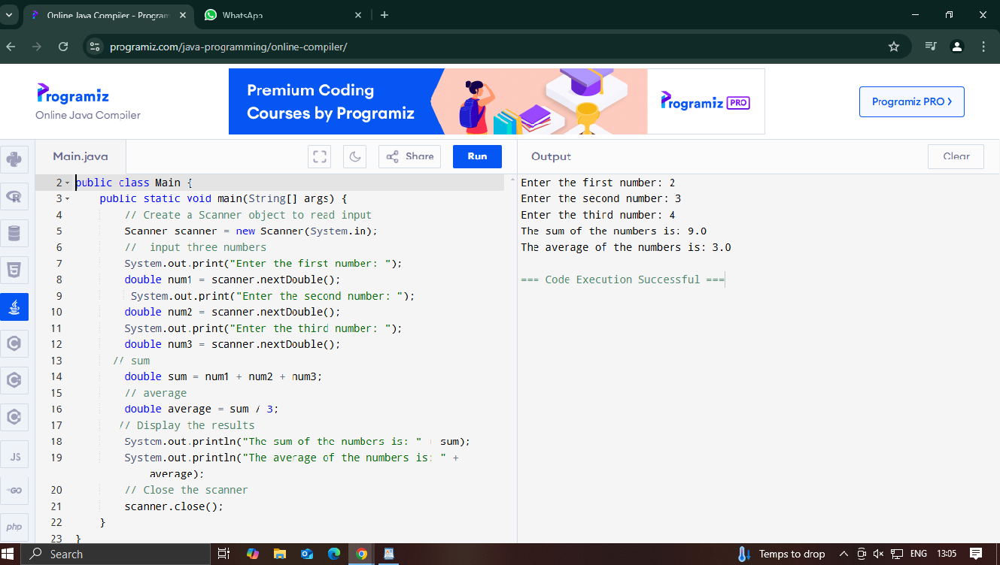 Online Java Compiler - Program
WhatsApp
programiz.com/java-programming/online-compiler/
Programiz
Online Java Compiler
Premium Coding
Courses by Programiz
Programiz PRO
Programiz PRO ›
Main.java
Share
Run
Output
Clear
2 public class Main {
3 public static void main(String[] args) {
4 // Create a Scanner object to read input
5 Scanner scanner = new Scanner(System.in);
6 //  input three numbers
7 System.out.print("Enter the first number: ");
8 double num1 = scanner.nextDouble();
9 System.out.print("Enter the second number: ");
10 double num2 = scanner.nextDouble();
11 System.out.print("Enter the third number: ");
12 double num3 = scanner.nextDouble();
13 // sum
14 double sum = num1 + num2 + num3;
15 // average
16 double average = sum / 3;
17 // Display the results
18 System.out.println("The sum of the numbers is: " + sum);
19 System.out.println("The average of the numbers is: " +
average);
20 // Close the scanner
21 scanner.close();
22 }
23 }
Enter the first number: 2
Enter the second number: 3
Enter the third number: 4
The sum of the numbers is: 9.0
The average of the numbers is: 3.0
=== Code Execution Successful ===
JS
GO
php
Search
Temps to drop
ENG
13:05